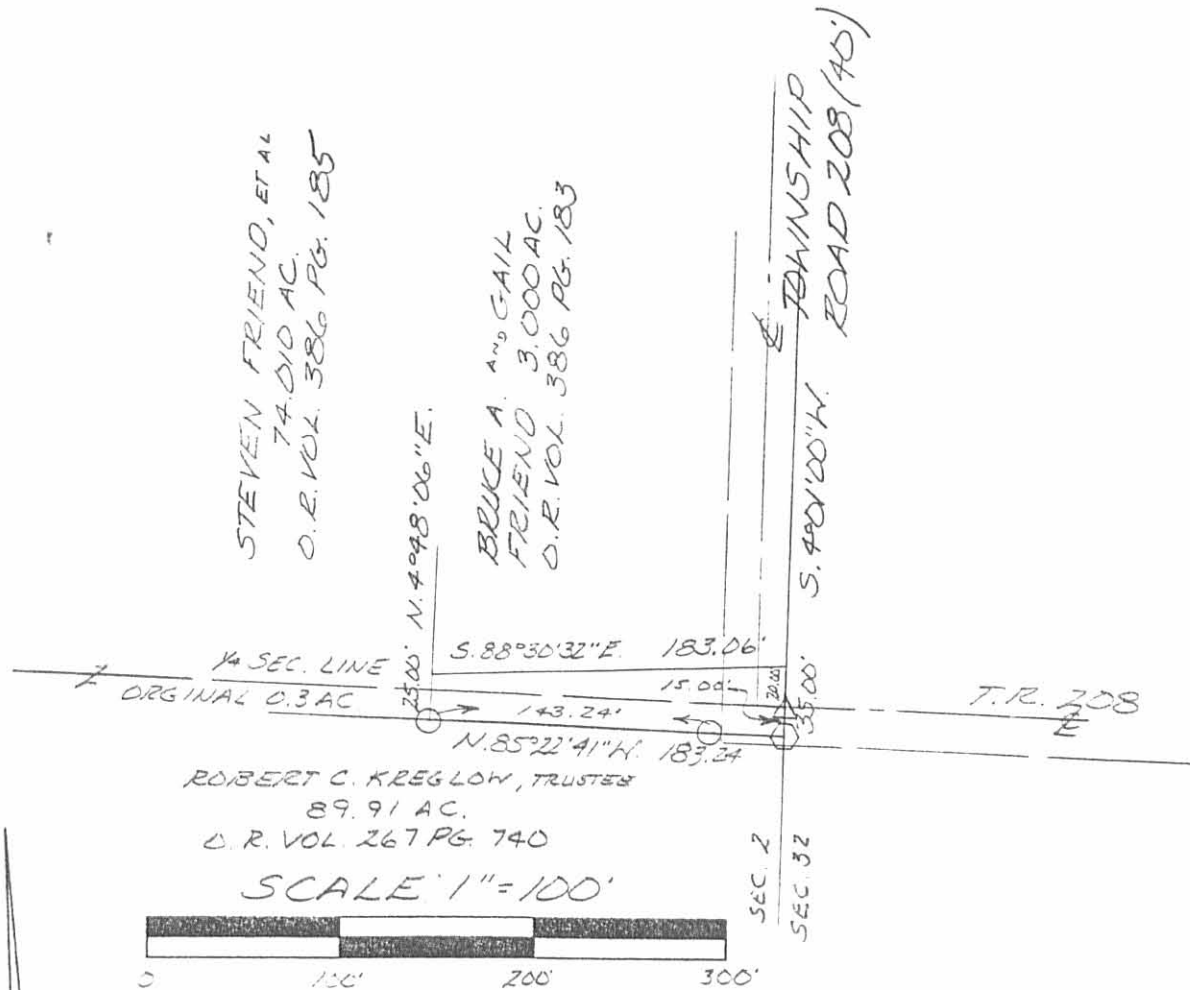 TOWNSHIP
ROAD 208 (40')
℄
STEVEN FRIEND, ET AL
74.010 AC.
O.R. VOL. 386 PG. 185
BRUCE A. AND GAIL
FRIEND 3.000 AC.
O.R. VOL. 386 PG. 183
N. 4°48'06" E.
25.00'
S. 4°01'00" W.
S. 88°30'32" E. 183.06'
1/4 SEC. LINE
ORGINAL 0.3 AC
15.00'
20.00'
35.00'
143.24'
T.R. 208
℄
N. 85°22'41" W. 183.24
ROBERT C. KREGLOW, TRUSTEE
89.91 AC.
O.R. VOL. 267 PG. 740
SEC. 2
SEC. 32
SCALE 1" = 100'
0 100' 200' 300'